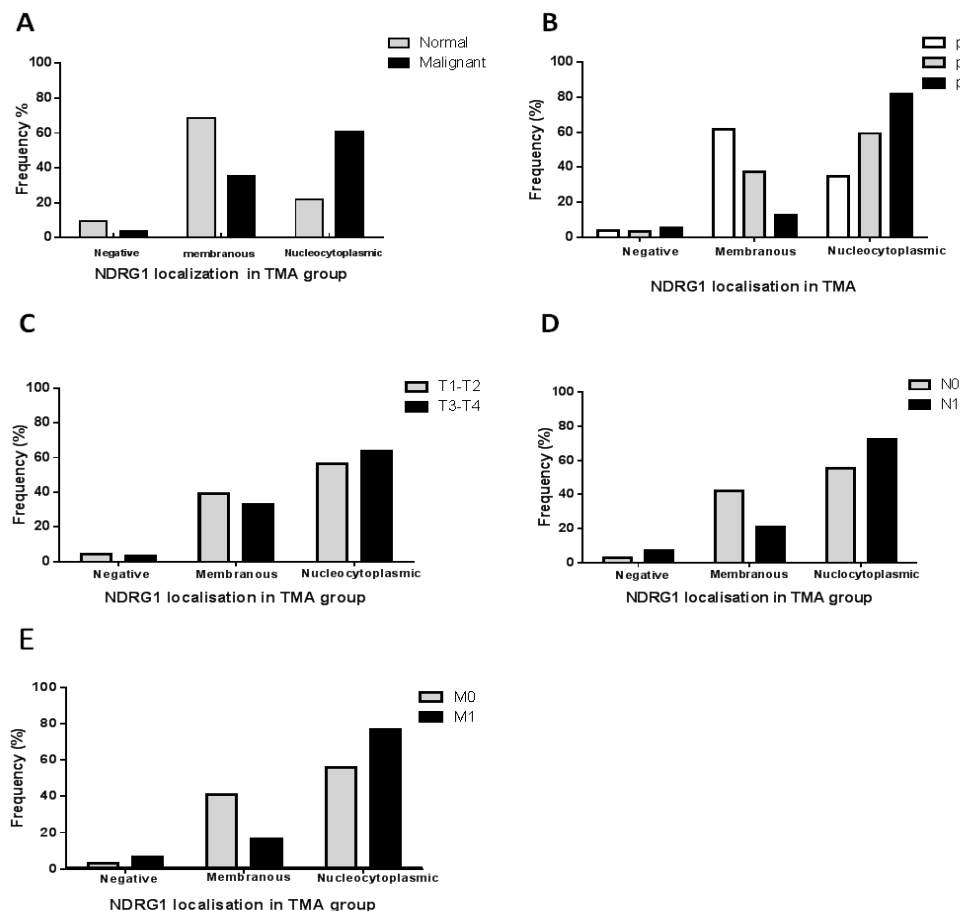 A
Normal
Malignant
Frequency %
100
80
60
40
20
0
Negative membranous Nucleocytoplasmic
NDRG1 localization in TMA group
B
p
p
p
Frequency (%)
100
80
60
40
20
0
Negative Membranous Nucleocytoplasmic
NDRG1 localisation in TMA
C
T1-T2
T3-T4
Frequency (%)
100
80
60
40
20
0
Negative Membranous Nucleocytoplasmic
NDRG1 localisation in TMA group
D
N0
N1
Frequency (%)
100
80
60
40
20
0
Negative Membranous Nuclocytoplasmic
NDRG1 localisation in TMA group
E
M0
M1
Frequency (%)
100
80
60
40
20
0
Negative Membranous Nucleocytoplasmic
NDRG1 localisation in TMA group